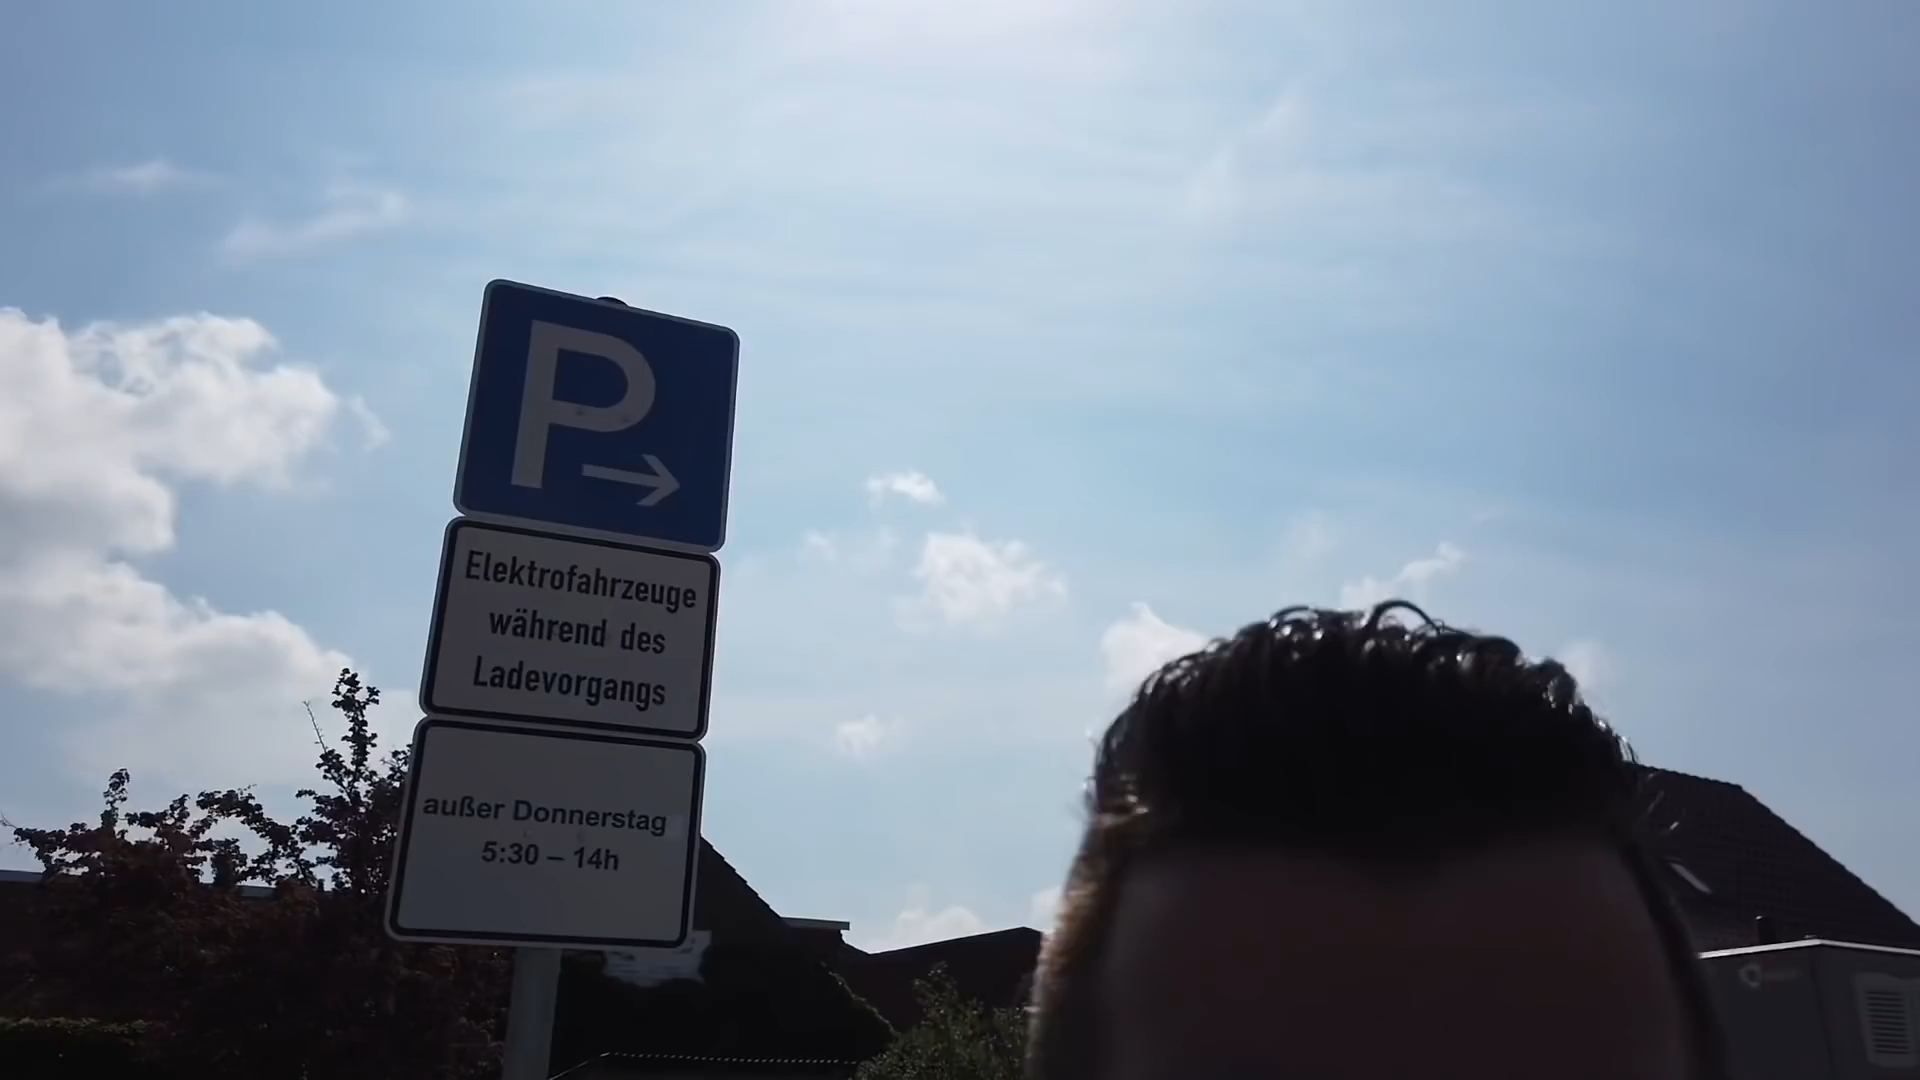 P
Elektrofahrzeuge
während des
Ladevorgangs
außer Donnerstag
5:30 – 14h